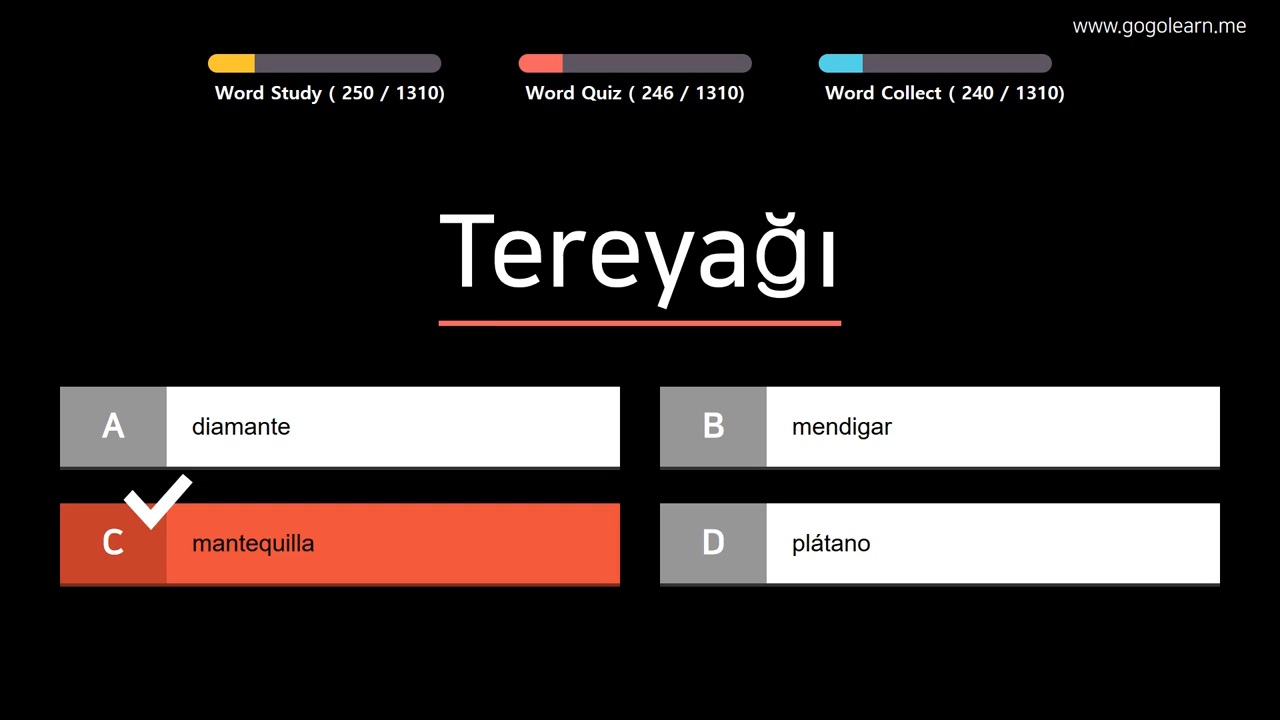 www.gogolearn.me
Word Study ( 250 / 1310)
Word Quiz ( 246 / 1310)
Word Collect ( 240 / 1310)
Tereyağı
A diamante
B mendigar
C mantequilla
D plátano